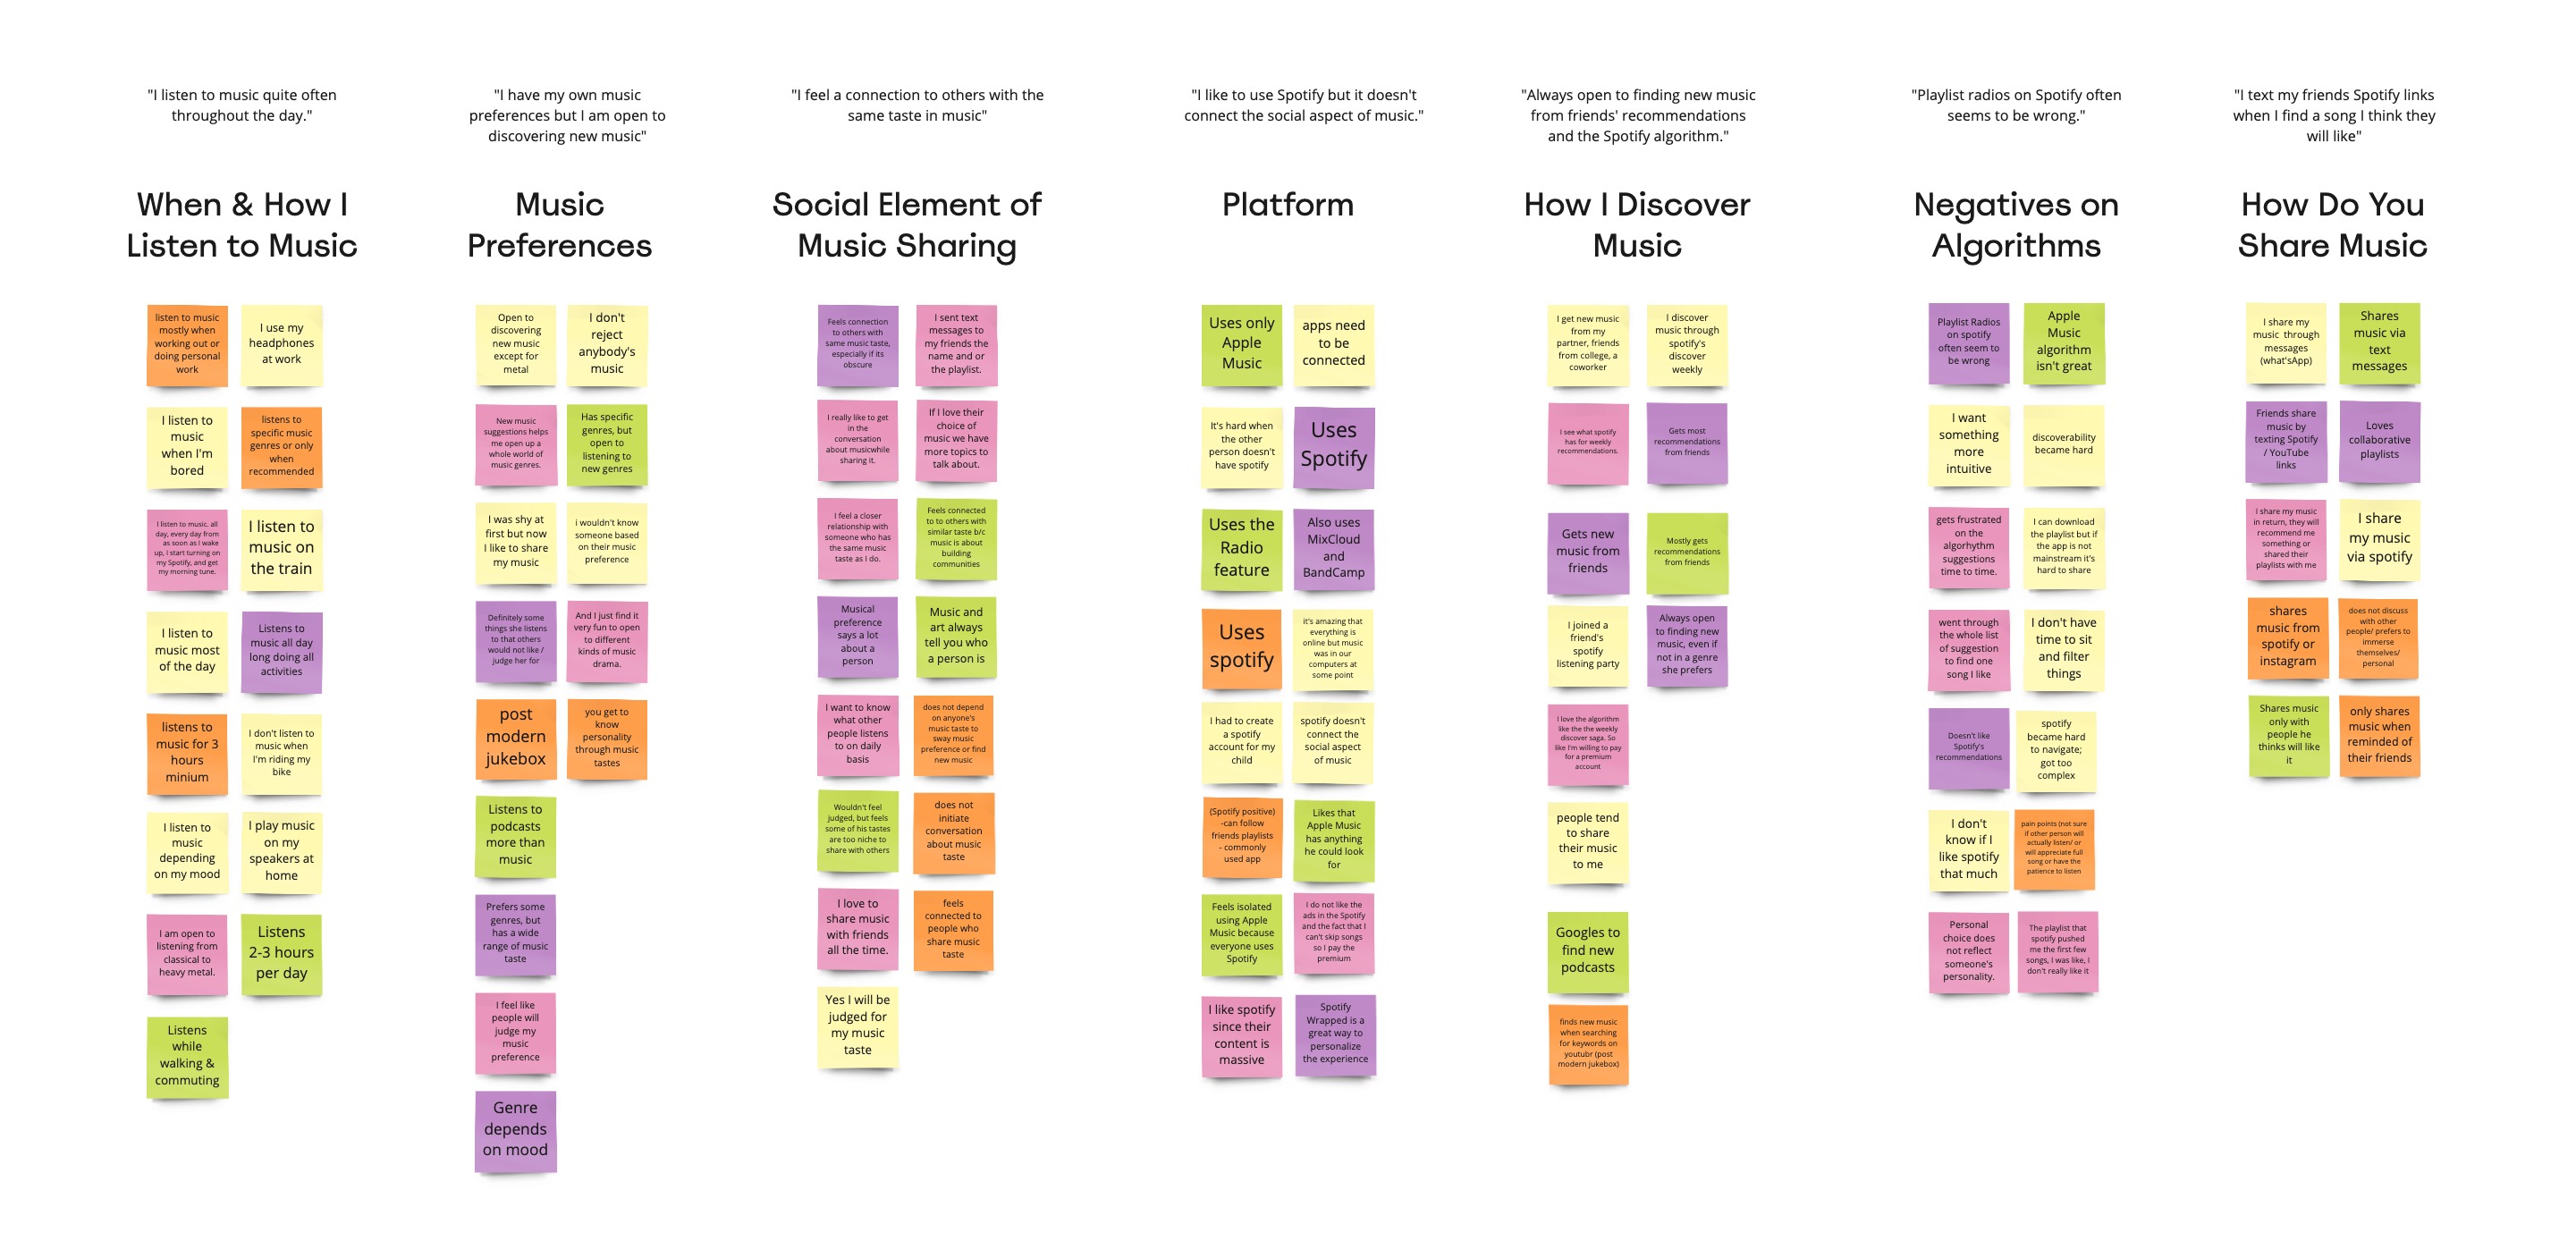 "I listen to music quite often
throughout the day."
When & How I
Listen to Music
listen to music
mostly when
working out or
doing personal
work
I use my
headphones
at work
I listen to
music
when I'm
bored
listens to
specific music
genres or only
when
recommended
I listen to music. all
day, every day from
as soon as I wake
up, I start turning on
my Spotify, and get
my morning tune.
I listen to
music on
the train
I listen to
music most
of the day
Listens to
music all day
long doing all
activities
listens to
music for 3
hours
minium
I don't listen to
music when
I'm riding my
bike
I listen to
music
depending
on my mood
I play music
on my
speakers at
home
I am open to
listening from
classical to
heavy metal.
Listens
2-3 hours
per day
Listens
while
walking &
commuting
"I have my own music
preferences but I am open to
discovering new music"
Music
Preferences
Open to
discovering
new music
except for
metal
I don't
reject
anybody's
music
New music
suggestions helps
me open up a
whole world of
music genres.
Has specific
genres, but
open to
listening to
new genres
I was shy at
first but now
I like to share
my music
i wouldn't know
someone based
on their music
preference
Definitely some
things she listens
to that others
would not like /
judge her for
And I just find it
very fun to open
to different
kinds of music
drama.
post
modern
jukebox
you get to
know
personality
through music
tastes
Listens to
podcasts
more than
music
Prefers some
genres, but
has a wide
range of music
taste
I feel like
people will
judge my
music
preference
Genre
depends
on mood
"I feel a connection to others with the
same taste in music"
Social Element of
Music Sharing
Feels connection
to others with
same music taste,
especially if its
obscure
I sent text
messages to
my friends the
name and or
the playlist.
I really like to get
in the
conversation
about musicwhile
sharing it.
If I love their
choice of
music we have
more topics to
talk about.
I feel a closer
relationship with
someone who has
the same music
taste as I do.
Feels connected
to to others with
similar taste b/c
music is about
building
communities
Musical
preference
says a lot
about a
person
Music and
art always
tell you who
a person is
I want to know
what other
people listens
to on daily
basis
does not depend
on anyone's
music taste to
sway music
preference or find
new music
Wouldn't feel
judged, but feels
some of his tastes
are too niche to
share with others
does not
initiate
conversation
about music
taste
I love to
share music
with friends
all the time.
feels
connected to
people who
share music
taste
Yes I will be
judged for
my music
taste
"I like to use Spotify but it doesn't
connect the social aspect of music."
Platform
Uses only
Apple
Music
apps need
to be
connected
It's hard when
the other
person doesn't
have spotify
Uses
Spotify
Uses the
Radio
feature
Also uses
MixCloud
and
BandCamp
Uses
spotify
it's amazing that
everything is
online but music
was in our
computers at
some point
I had to create
a spotify
account for my
child
spotify doesn't
connect the
social aspect
of music
(Spotify positive)
-can follow
friends playlists
- commonly
used app
Likes that
Apple Music
has anything
he could look
for
Feels isolated
using Apple
Music because
everyone uses
Spotify
I do not like the
ads in the Spotify
and the fact that I
can't skip songs
so I pay the
premium
I like spotify
since their
content is
massive
Spotify
Wrapped is a
great way to
personalize
the experience
"Always open to finding new music
from friends' recommendations
and the Spotify algorithm."
How I Discover
Music
I get new music
from my
partner, friends
from college, a
coworker
I discover
music through
spotify's
discover
weekly
I see what spotify
has for weekly
recommendations.
Gets most
recommendations
from friends
Gets new
music from
friends
Mostly gets
recommendations
from friends
I joined a
friend's
spotify
listening party
Always open
to finding new
music, even if
not in a genre
she prefers
I love the algorithm
like the the weekly
discover saga. So
like I'm willing to pay
for a premium
account
people tend
to share
their music
to me
Googles to
find new
podcasts
finds new music
when searching
for keywords on
youtubr (post
modern jukebox)
"Playlist radios on Spotify often
seems to be wrong."
Negatives on
Algorithms
Playlist Radios
on spotify
often seem to
be wrong
Apple
Music
algorithm
isn't great
I want
something
more
intuitive
discoverability
became hard
gets frustrated
on the
algorhythm
suggestions
time to time.
I can download
the playlist but if
the app is not
mainstream it's
hard to share
went through
the whole list
of suggestion
to find one
song I like
I don't have
time to sit
and filter
things
Doesn't like
Spotify's
recommendations
spotify
became hard
to navigate;
got too
complex
I don't
know if I
like spotify
that much
pain points (not sure
if other person will
actually listen/ or
will appreciate full
song or have the
patience to listen
Personal
choice does
not reflect
someone's
personality.
The playlist that
spotify pushed
me the first few
songs, I was like, I
don't really like it
"I text my friends Spotify links
when I find a song I think they
will like"
How Do You
Share Music
I share my
music through
messages
(what'sApp)
Shares
music via
text
messages
Friends share
music by
texting Spotify
/ YouTube
links
Loves
collaborative
playlists
I share my music
in return, they will
recommend me
something or
shared their
playlists with me
I share
my music
via spotify
shares
music from
spotify or
instagram
does not discuss
with other
people/ prefers to
immerse
themselves/
personal
Shares music
only with
people he
thinks will like
it
only shares
music when
reminded of
their friends